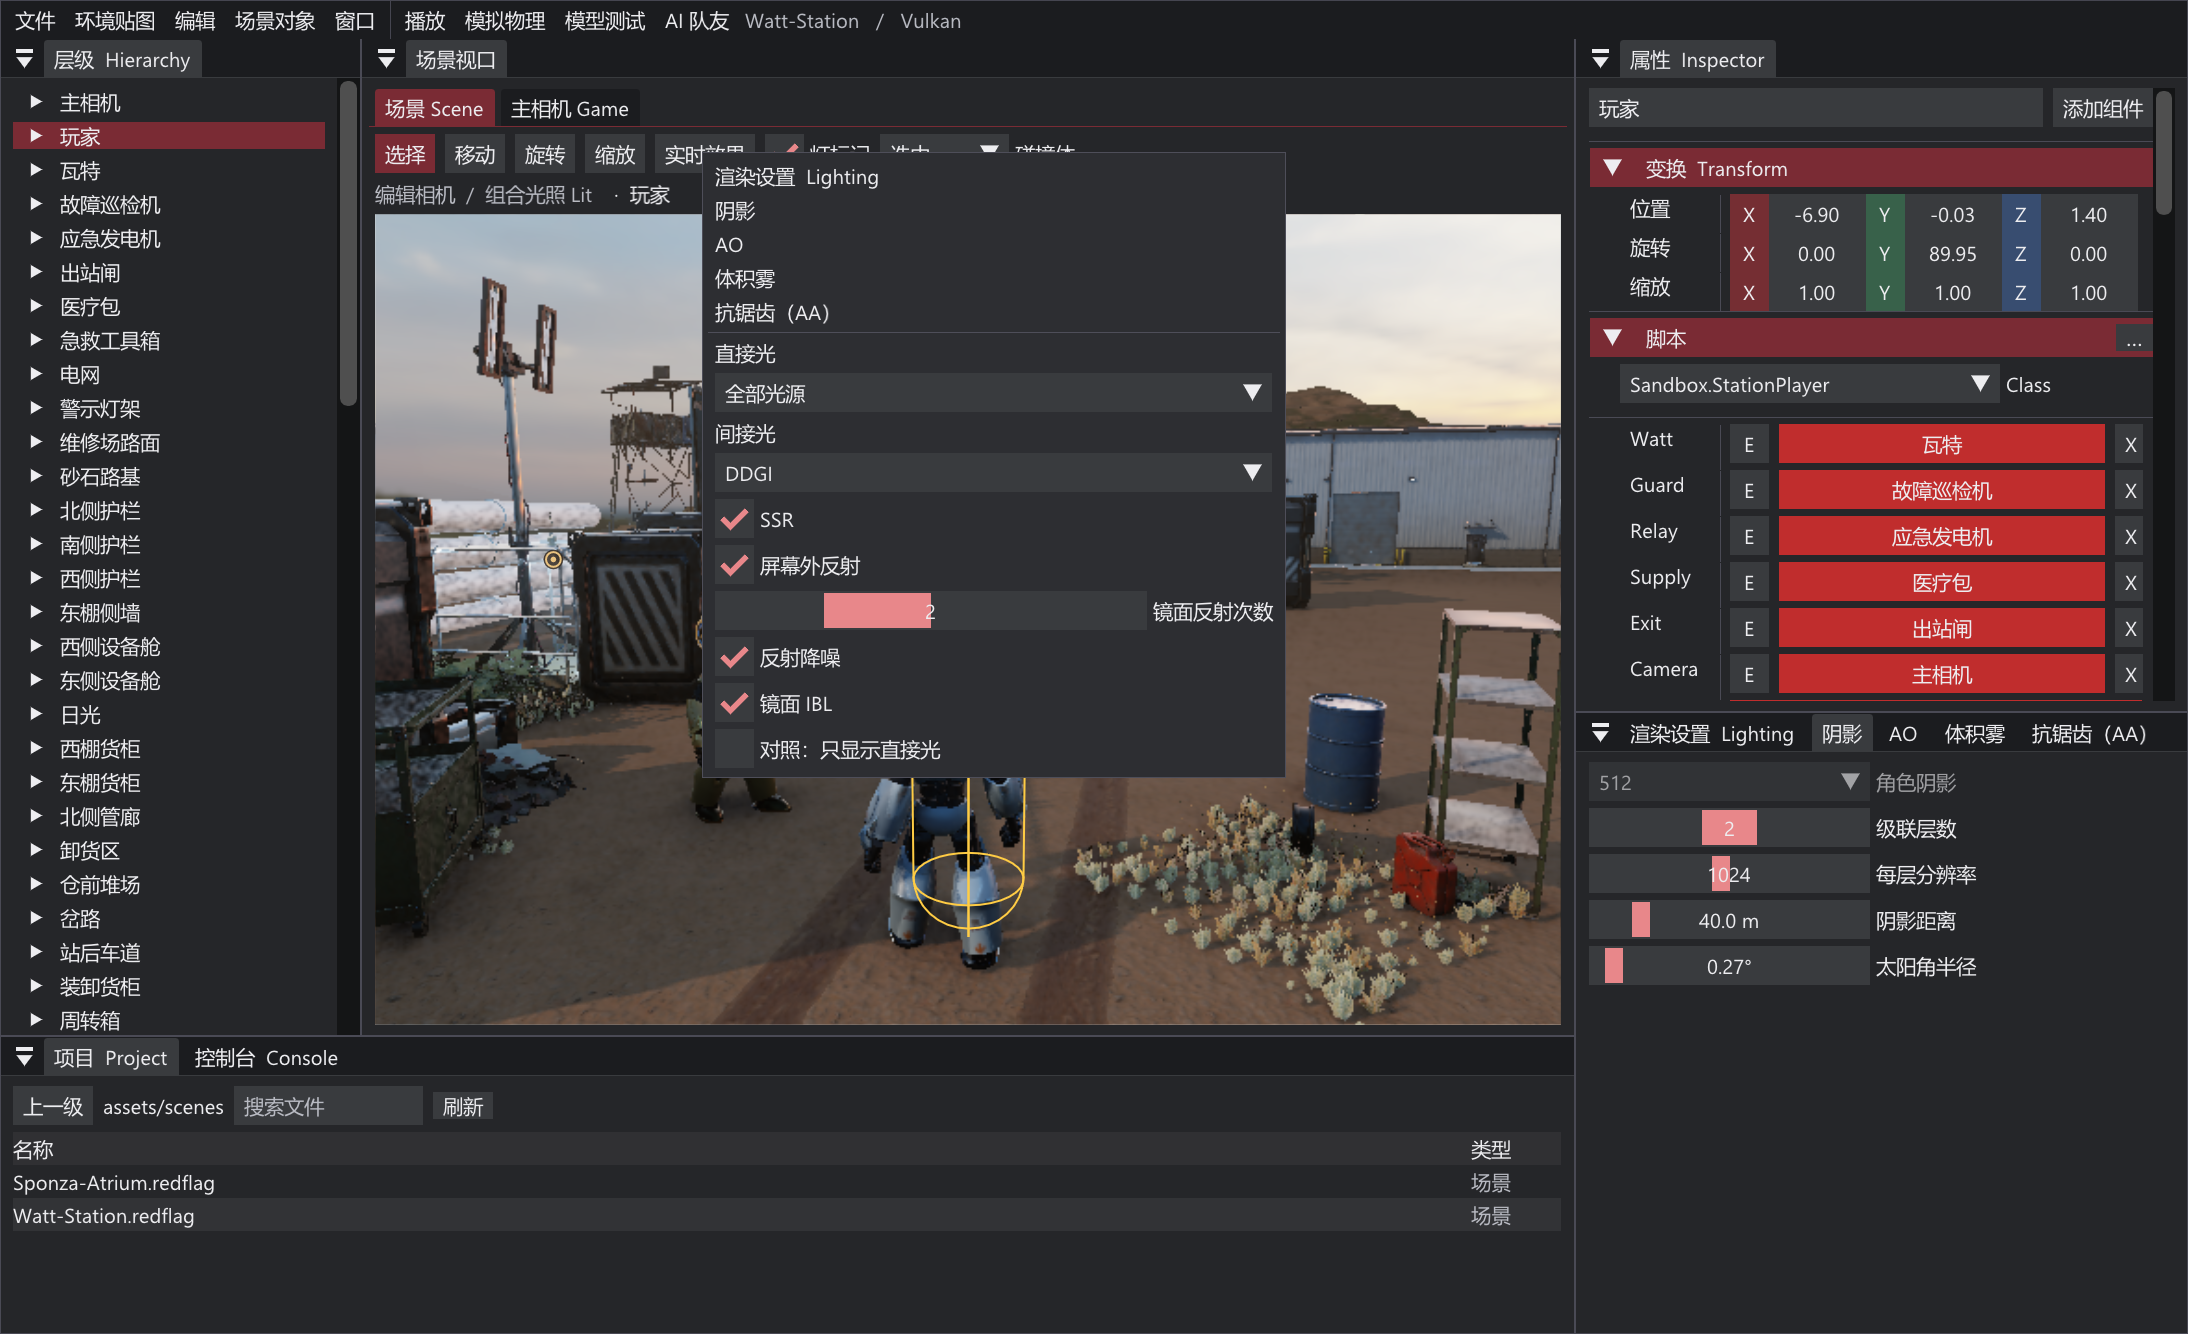 文件 环境贴图 编辑 场景对象 窗口 播放 模拟物理 模型测试 AI 队友 Watt-Station / Vulkan
层级 Hierarchy
主相机
玩家
瓦特
故障巡检机
应急发电机
出站闸
医疗包
急救工具箱
电网
警示灯架
维修场路面
砂石路基
北侧护栏
南侧护栏
西侧护栏
东棚侧墙
西侧设备舱
东侧设备舱
日光
西棚货柜
东棚货柜
北侧管廊
卸货区
仓前堆场
岔路
站后车道
装卸货柜
周转箱
场景视口
场景 Scene 主相机 Game
选择 移动 旋转 缩放
编辑相机 / 组合光照 Lit · 玩家
渲染设置 Lighting
阴影
AO
体积雾
抗锯齿（AA）
直接光
全部光源
间接光
DDGI
SSR
屏幕外反射
2 镜面反射次数
反射降噪
镜面 IBL
对照：只显示直接光
属性 Inspector
玩家 添加组件
变换 Transform
位置 X -6.90 Y -0.03 Z 1.40
旋转 X 0.00 Y 89.95 Z 0.00
缩放 X 1.00 Y 1.00 Z 1.00
脚本 ...
Sandbox.StationPlayer Class
Watt E 瓦特 X
Guard E 故障巡检机 X
Relay E 应急发电机 X
Supply E 医疗包 X
Exit E 出站闸 X
Camera E 主相机 X
渲染设置 Lighting 阴影 AO 体积雾 抗锯齿（AA）
512 角色阴影
2 级联层数
1024 每层分辨率
40.0 m 阴影距离
0.27° 太阳角半径
项目 Project 控制台 Console
上一级 assets/scenes 搜索文件 刷新
名称 类型
Sponza-Atrium.redflag 场景
Watt-Station.redflag 场景